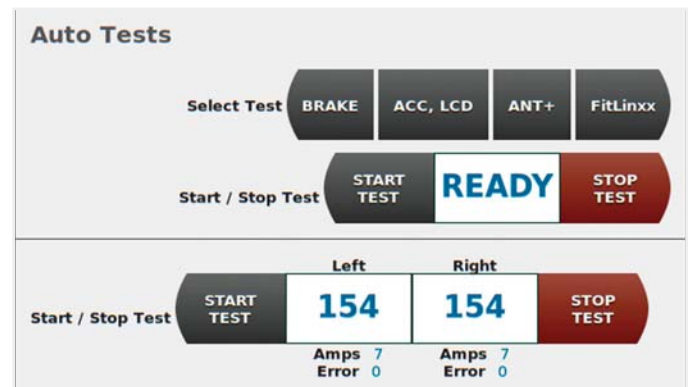 Auto Tests
Select Test BRAKE ACC, LCD ANT+ FitLinxx
Start / Stop Test START TEST READY STOP TEST
Left Right
Start / Stop Test START TEST 154 154 STOP TEST
Amps 7 Amps 7
Error 0 Error 0